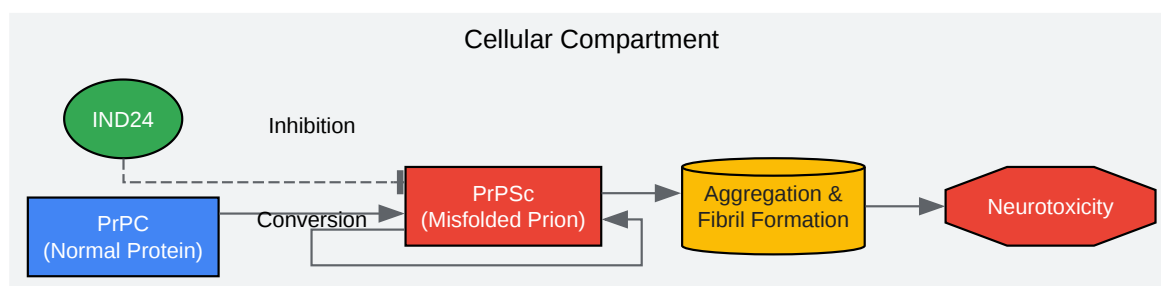 Cellular Compartment
IND24
Inhibition
PrPC
(Normal Protein)
Conversion
PrPSc
(Misfolded Prion)
Aggregation &
Fibril Formation
Neurotoxicity